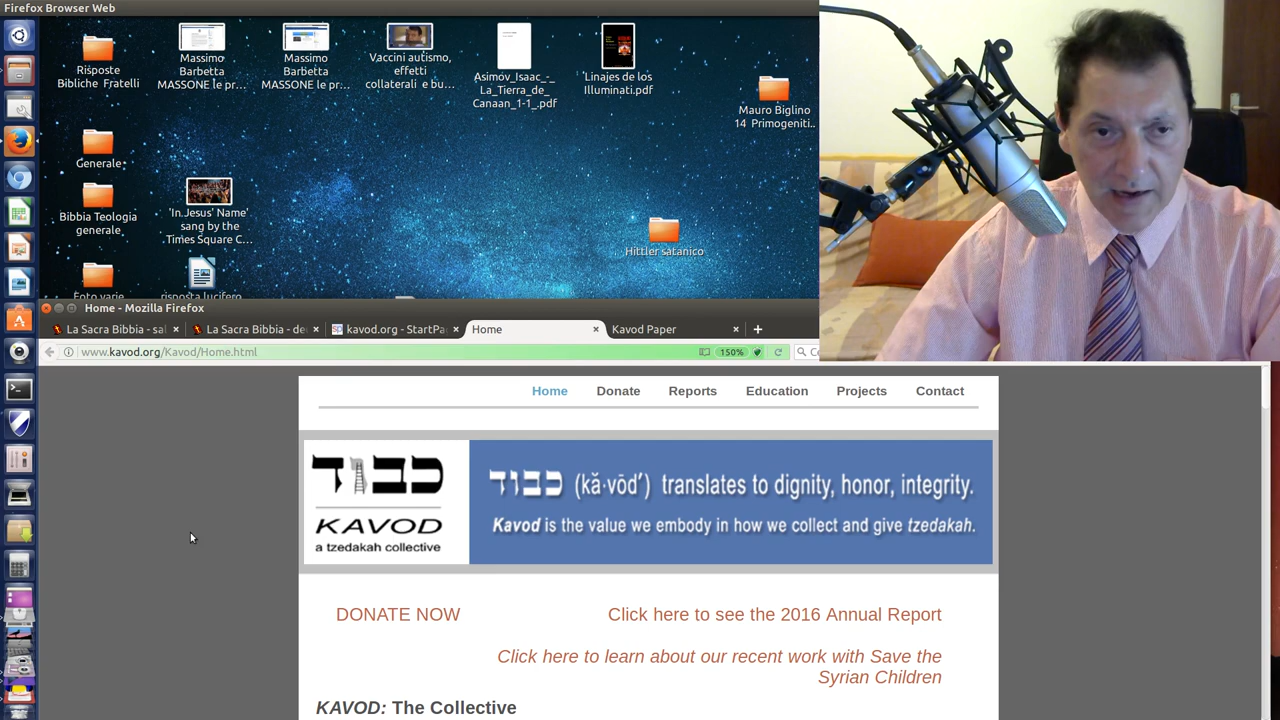 Firefox Browser Web
Risposte
Bibliche Fratelli
Massimo
Barbetta
MASSONE le pr...
Massimo
Barbetta
MASSONE le pr...
Vaccini autismo,
effetti
collaterali e bu...
Asimov_Isaac_-_
La_Tierra_de_
Canaan_1-1_.pdf
Linajes de los
Illuminati.pdf
Mauro Biglino
14 Primogeniti..
Generale
Bibbia Teologia
generale
'In Jesus' Name'
sang by the
Times Square C...
Hittler satanico
Foto varie
risposta lucifero
Home - Mozilla Firefox
La Sacra Bibbia - sal
La Sacra Bibbia - de
kavod.org - StartPa
Home
Kavod Paper
www.kavod.org/Kavod/Home.html
150%
Home Donate Reports Education Projects Contact
כבוד
KAVOD
a tzedakah collective
כבוד (kă·vōd′) translates to dignity, honor, integrity.
Kavod is the value we embody in how we collect and give tzedakah.
DONATE NOW
Click here to see the 2016 Annual Report
Click here to learn about our recent work with Save the
Syrian Children
KAVOD: The Collective